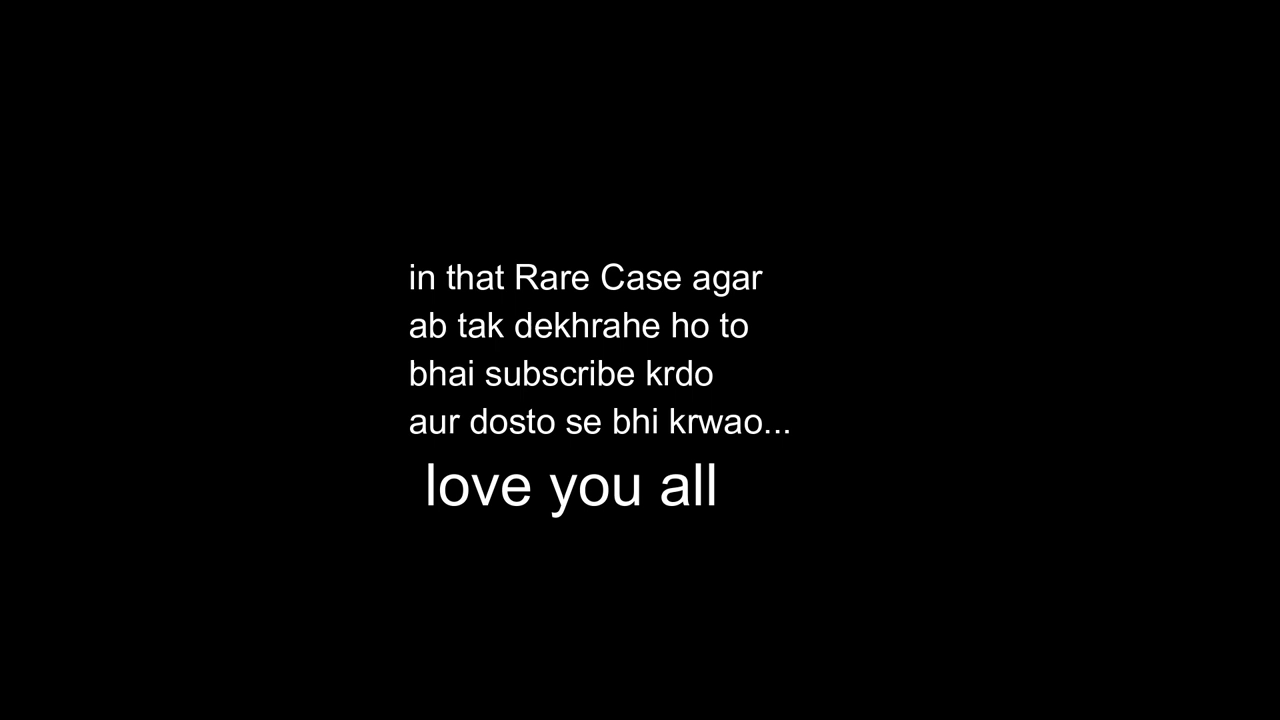 in that Rare Case agar
ab tak dekhrahe ho to
bhai subscribe krdo
aur dosto se bhi krwao...
love you all